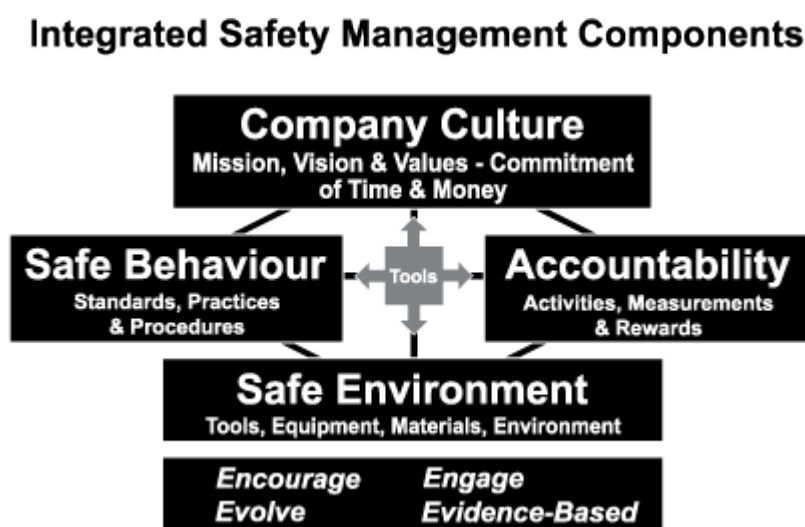 Integrated Safety Management Components
Company Culture
Mission, Vision & Values - Commitment
of Time & Money
Safe Behaviour
Standards, Practices
& Procedures
Tools
Accountability
Activities, Measurements
& Rewards
Safe Environment
Tools, Equipment, Materials, Environment
Encourage Engage
Evolve Evidence-Based